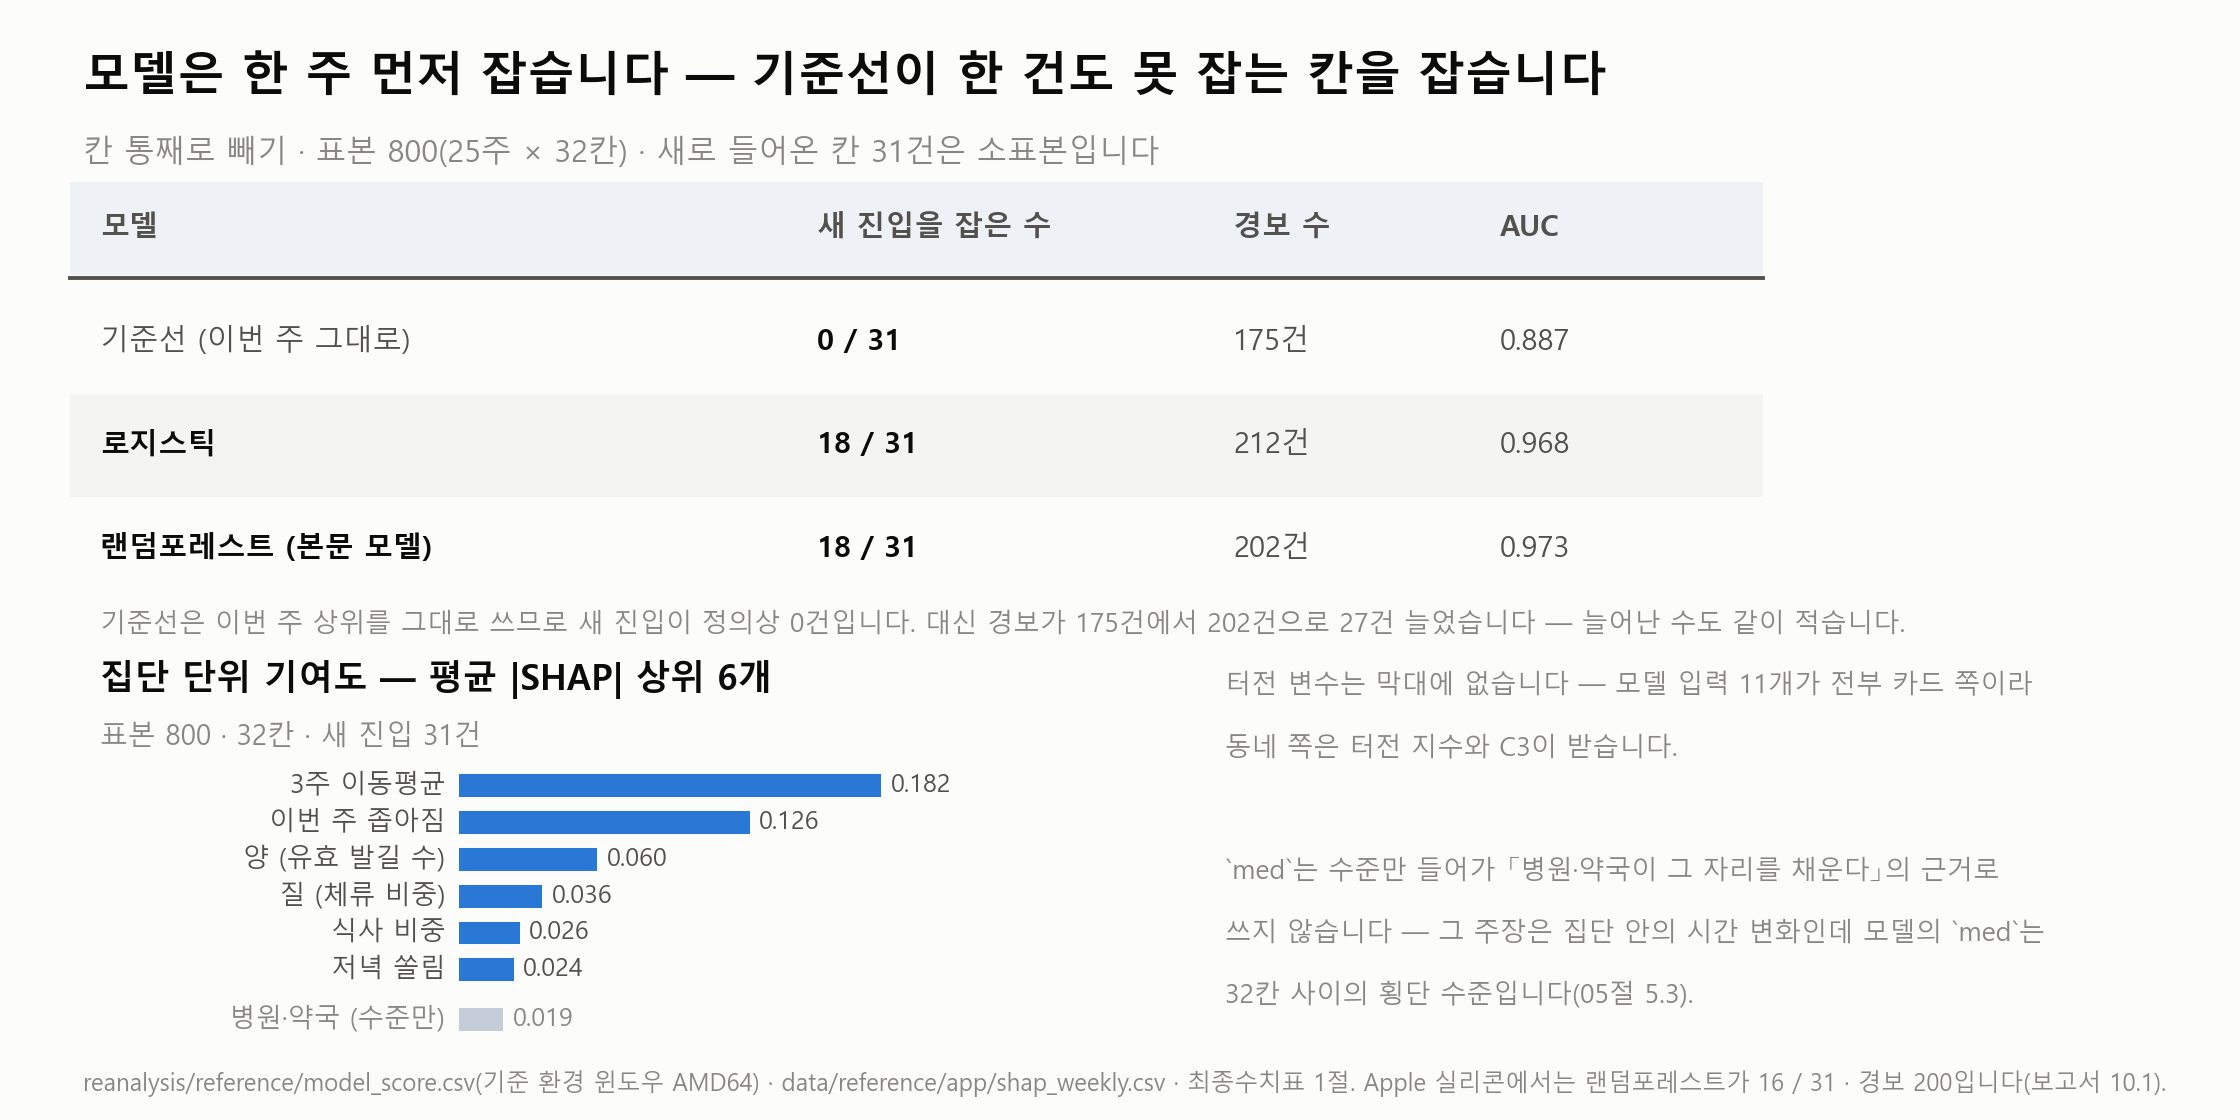 모델은 한 주 먼저 잡습니다 — 기준선이 한 건도 못 잡는 칸을 잡습니다
칸 통째로 빼기 · 표본 800(25주 × 32칸) · 새로 들어온 칸 31건은 소표본입니다
모델 새 진입을 잡은 수 경보 수 AUC
기준선 (이번 주 그대로) 0 / 31 175건 0.887
로지스틱 18 / 31 212건 0.968
랜덤포레스트 (본문 모델) 18 / 31 202건 0.973
기준선은 이번 주 상위를 그대로 쓰므로 새 진입이 정의상 0건입니다. 대신 경보가 175건에서 202건으로 27건 늘었습니다 — 늘어난 수도 같이 적습니다.
집단 단위 기여도 — 평균 |SHAP| 상위 6개
표본 800 · 32칸 · 새 진입 31건
3주 이동평균 0.182
이번 주 좁아짐 0.126
양 (유효 발길 수) 0.060
질 (체류 비중) 0.036
식사 비중 0.026
저녁 쏠림 0.024
병원·약국 (수준만) 0.019
터전 변수는 막대에 없습니다 — 모델 입력 11개가 전부 카드 쪽이라
동네 쪽은 터전 지수와 C3이 받습니다.
`med`는 수준만 들어가 「병원·약국이 그 자리를 채운다」의 근거로
쓰지 않습니다 — 그 주장은 집단 안의 시간 변화인데 모델의 `med`는
32칸 사이의 횡단 수준입니다(05절 5.3).
reanalysis/reference/model_score.csv(기준 환경 윈도우 AMD64) · data/reference/app/shap_weekly.csv · 최종수치표 1절. Apple 실리콘에서는 랜덤포레스트가 16 / 31 · 경보 200입니다(보고서 10.1).